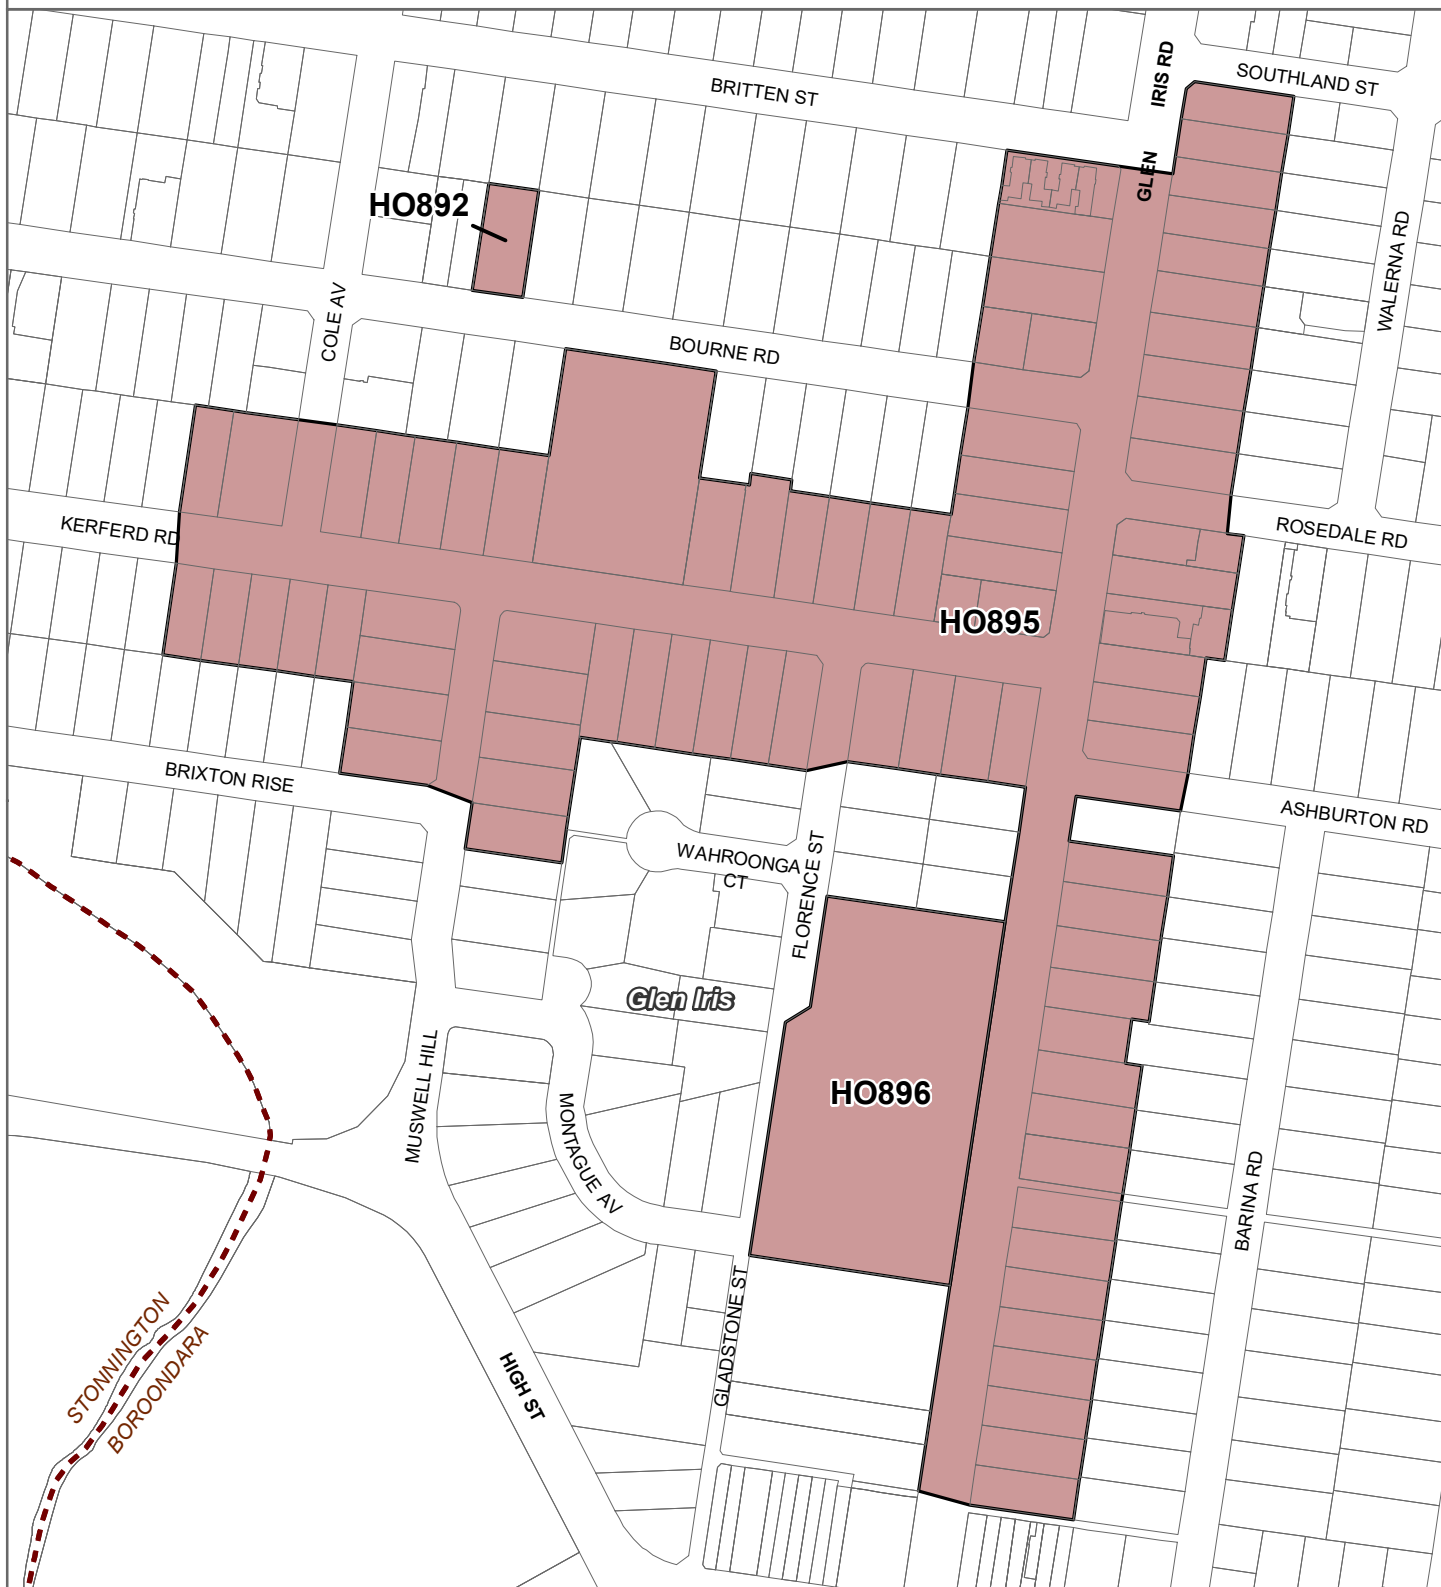 IRIS RD
SOUTHLAND ST
BRITTEN ST
GLEN
HO892
WALERNA RD
COLE AV
BOURNE RD
KERFERD RD
ROSEDALE RD
HO895
BRIXTON RISE
ASHBURTON RD
WAHROONGA
CT
FLORENCE ST
Glen Iris
HO896
MUSWELL HILL
MONTAGUE AV
BARINA RD
GLADSTONE ST
STONNINGTON
BOROONDARA
HIGH ST